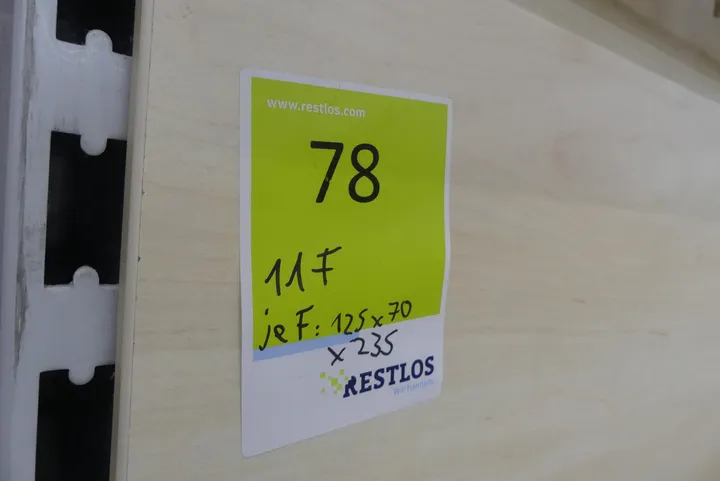 www.restlos.com
78
11 F
je F: 125 x 70
x 235
RESTLOS